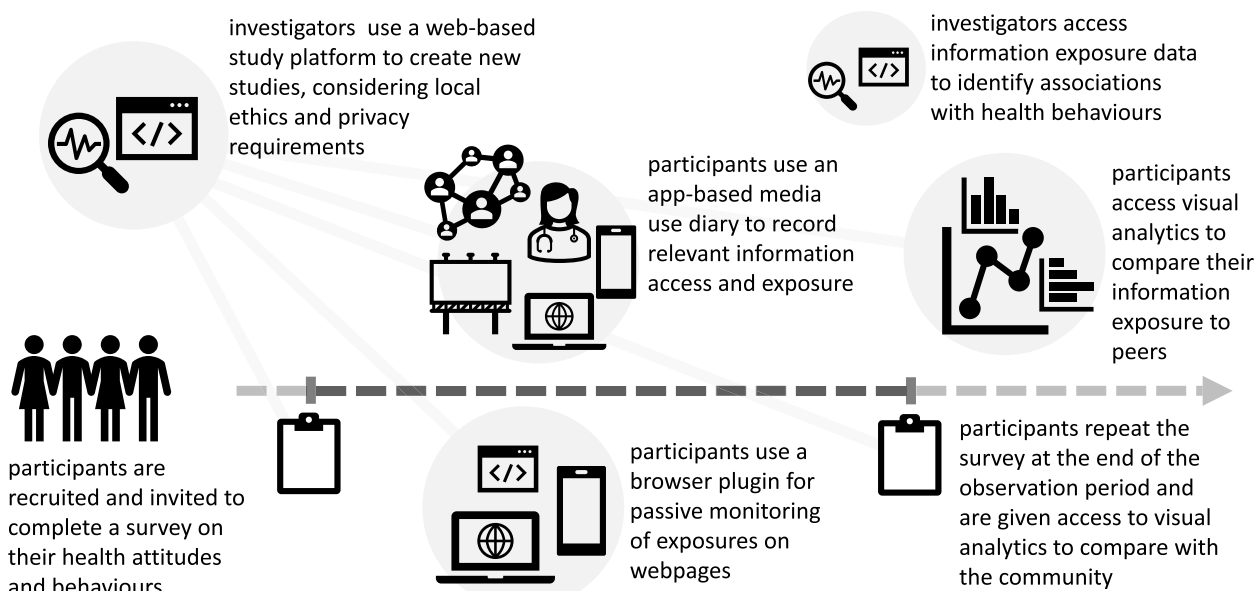 investigators use a web-based
study platform to create new
studies, considering local
ethics and privacy
requirements
investigators access
information exposure data
to identify associations
with health behaviours
participants use an
app-based media
use diary to record
relevant information
access and exposure
participants
access visual
analytics to
compare their
information
exposure to
peers
participants are
recruited and invited to
complete a survey on
their health attitudes
and behaviours
participants use a
browser plugin for
passive monitoring
of exposures on
webpages
participants repeat the
survey at the end of the
observation period and
are given access to visual
analytics to compare with
the community